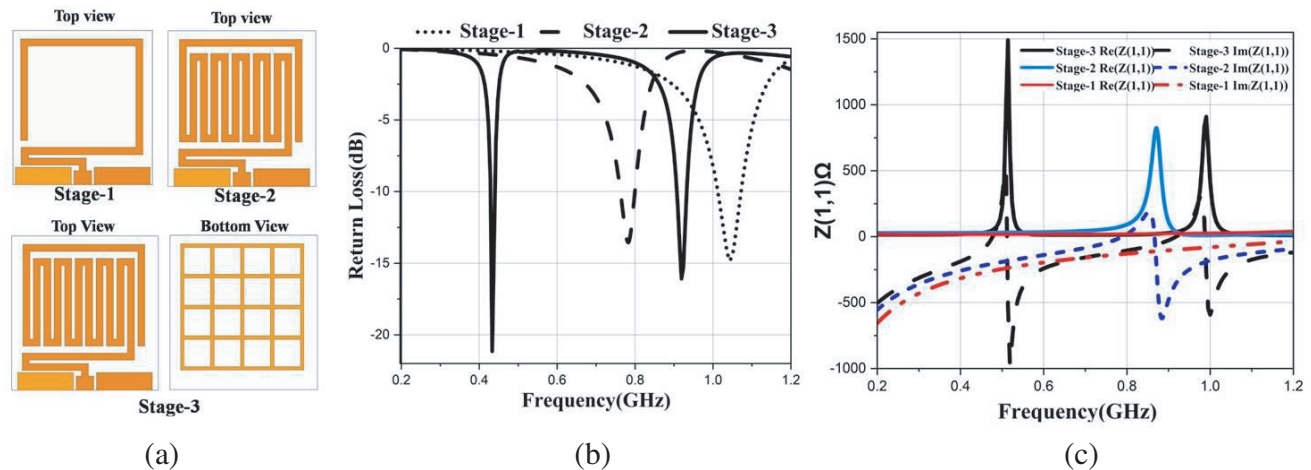 Top view
Top view
Stage-1
Stage-2
Top View
Bottom View
Stage-3
(a)
Stage-1 Stage-2 Stage-3
Return Loss(dB)
0
-5
-10
-15
-20
0.2 0.4 0.6 0.8 1.0 1.2
Frequency(GHz)
(b)
Z(1,1)Ω
1500
1000
500
0
-500
-1000
Stage-3 Re(Z(1,1)) Stage-3 Im(Z(1,1))
Stage-2 Re(Z(1,1)) Stage-2 Im(Z(1,1))
Stage-1 Re(Z(1,1)) Stage-1 Im(Z(1,1))
0.2 0.4 0.6 0.8 1.0 1.2
Frequency(GHz)
(c)